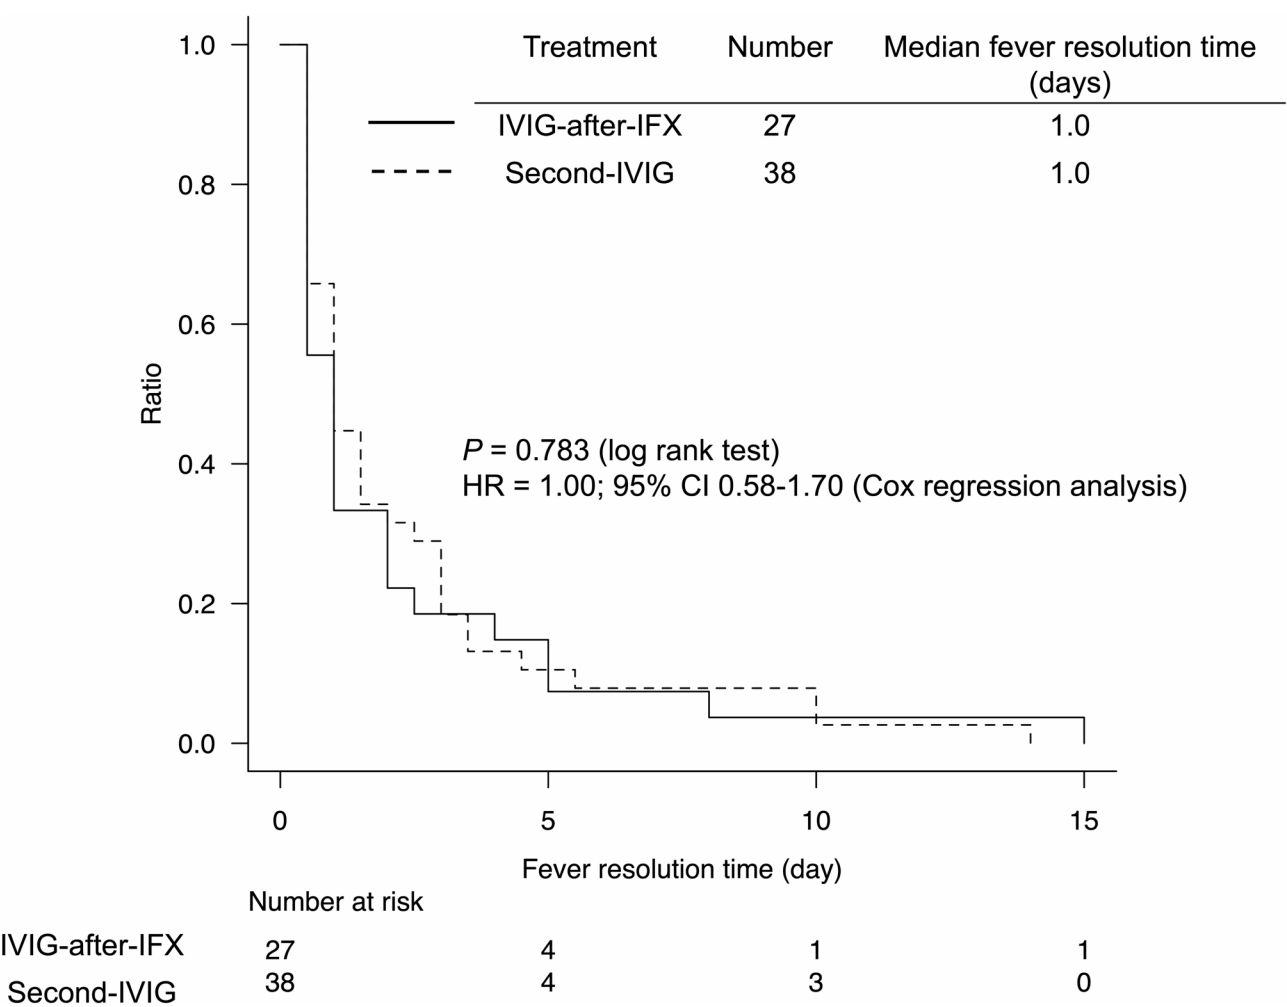 Treatment Number Median fever resolution time
(days)
IVIG-after-IFX 27 1.0
Second-IVIG 38 1.0
1.0
0.8
0.6
0.4
0.2
0.0
Ratio
P = 0.783 (log rank test)
HR = 1.00; 95% CI 0.58-1.70 (Cox regression analysis)
0 5 10 15
Fever resolution time (day)
Number at risk
IVIG-after-IFX 27 4 1 1
Second-IVIG 38 4 3 0